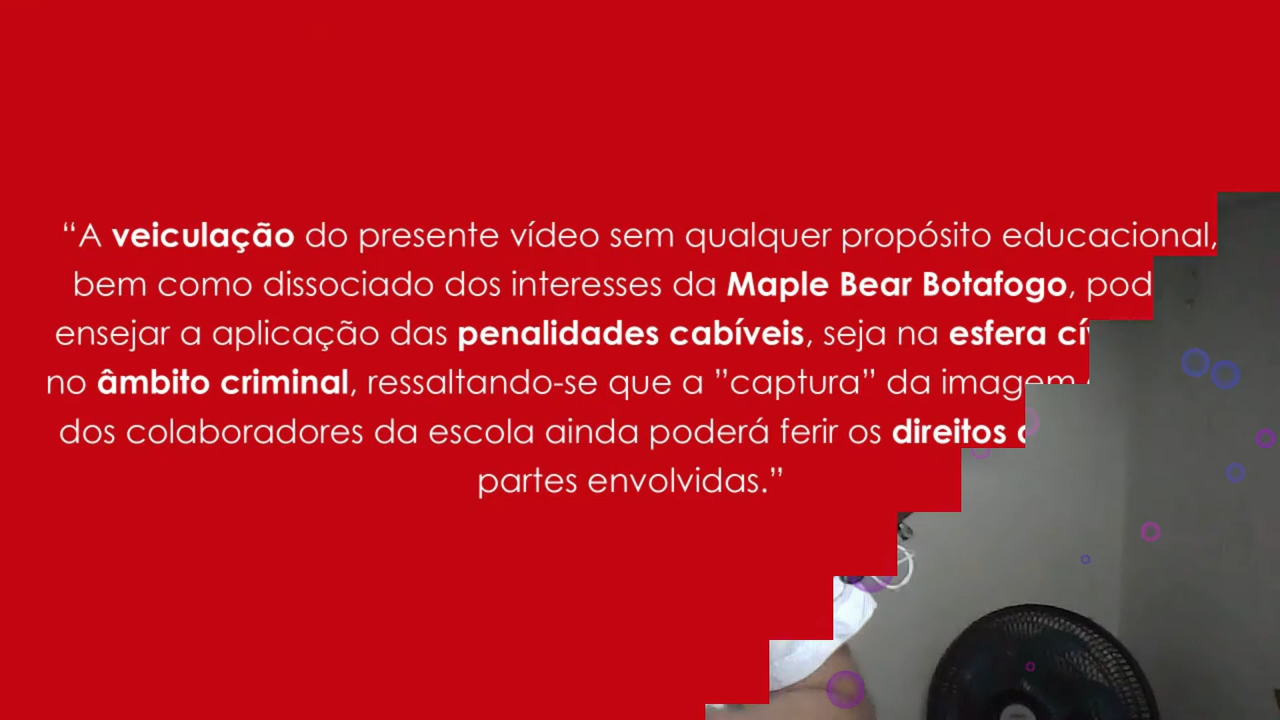 “A veiculação do presente vídeo sem qualquer propósito educacional,
bem como dissociado dos interesses da Maple Bear Botafogo, pod
ensejar a aplicação das penalidades cabíveis, seja na esfera
no âmbito criminal, ressaltando-se que a ”captura” da imagem
dos colaboradores da escola ainda poderá ferir os direitos
partes envolvidas.”